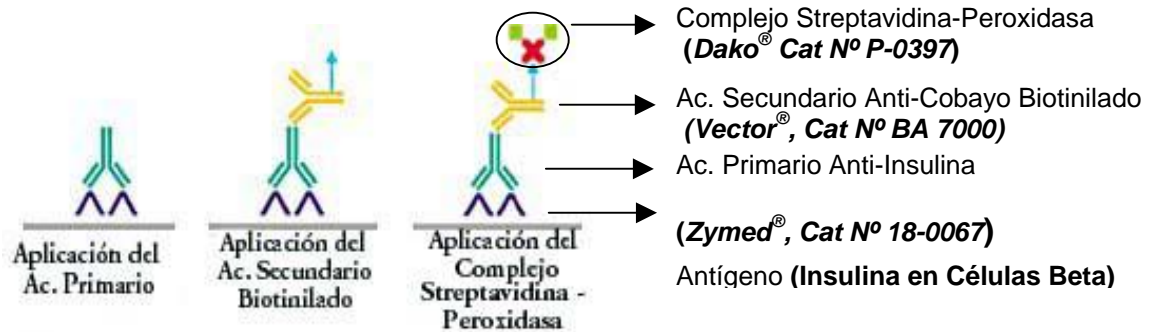 Complejo Streptavidina-Peroxidasa
(Dako® Cat Nº P-0397)
Ac. Secundario Anti-Cobayo Biotinilado
(Vector®, Cat Nº BA 7000)
Ac. Primario Anti-Insulina
(Zymed®, Cat Nº 18-0067)
Antígeno (Insulina en Células Beta)
Aplicación del
Ac. Primario
Aplicación del
Ac. Secundario
Biotinilado
Aplicación del
Complejo
Streptavidina -
Peroxidasa